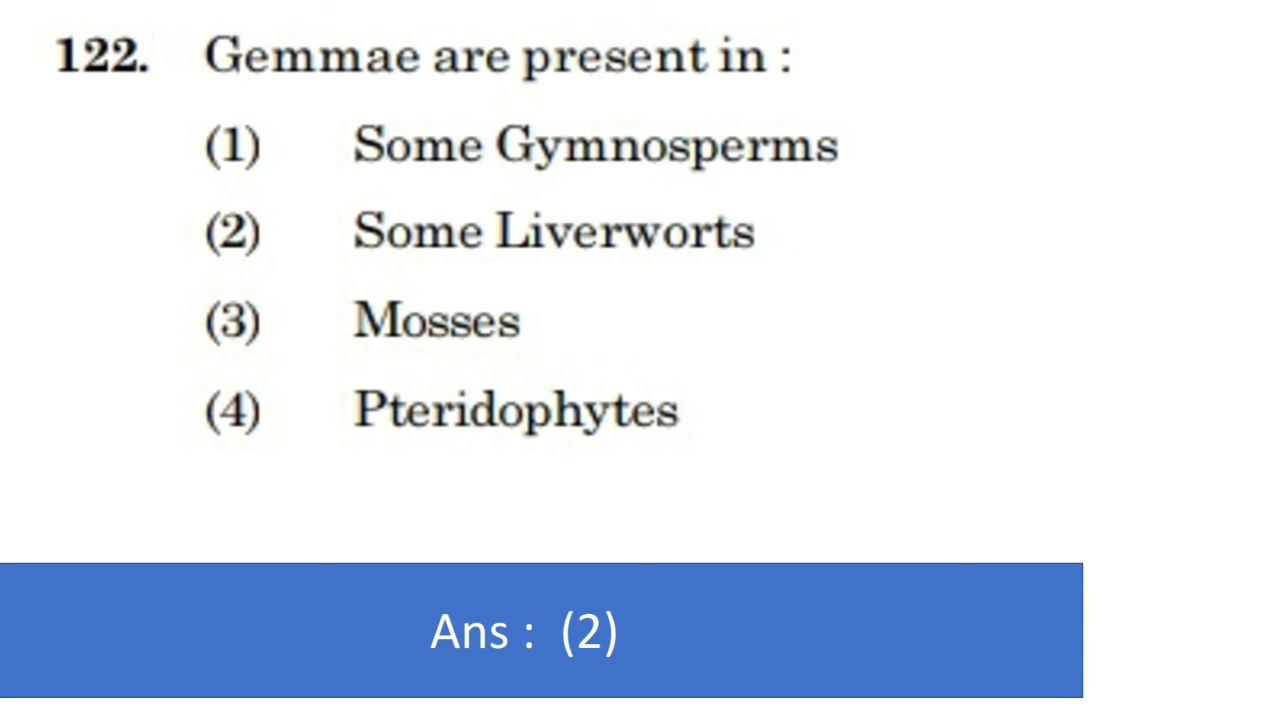 122. Gemmae are present in :
(1) Some Gymnosperms
(2) Some Liverworts
(3) Mosses
(4) Pteridophytes
Ans : (2)